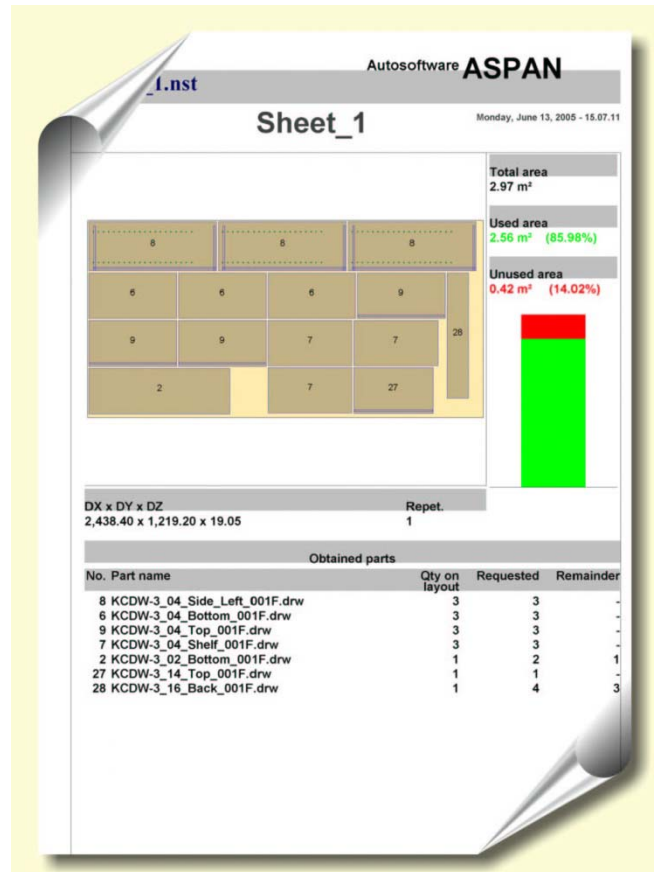 Autosoftware ASPAN
_1.nst
Sheet_1
Monday, June 13, 2005 - 15.07.11
Total area
2.97 m²
Used area
2.56 m² (85.98%)
Unused area
0.42 m² (14.02%)
8 8 8
6 6 6 9
28
9 9 7 7
2 7 27
DX x DY x DZ Repet.
2,438.40 x 1,219.20 x 19.05 1
Obtained parts
No. Part name Qty on layout Requested Remainder
8 KCDW-3_04_Side_Left_001F.drw 3 3 -
6 KCDW-3_04_Bottom_001F.drw 3 3 -
9 KCDW-3_04_Top_001F.drw 3 3 -
7 KCDW-3_04_Shelf_001F.drw 3 3 -
2 KCDW-3_02_Bottom_001F.drw 1 2 1
27 KCDW-3_14_Top_001F.drw 1 1 -
28 KCDW-3_16_Back_001F.drw 1 4 3